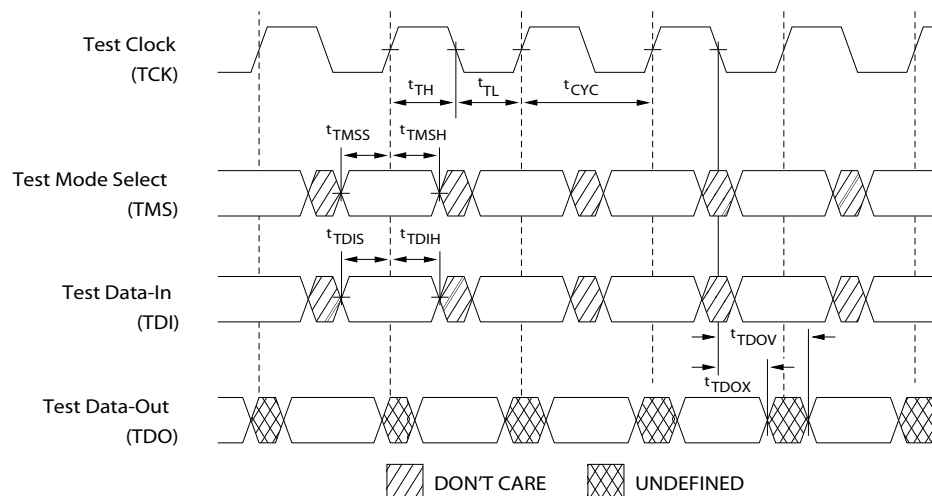 Test Clock
(TCK)
tTH
tTL
tCYC
tTMSS
tTMSH
Test Mode Select
(TMS)
tTDIS
tTDIH
Test Data-In
(TDI)
tTDOV
tTDOX
Test Data-Out
(TDO)
DON'T CARE
UNDEFINED